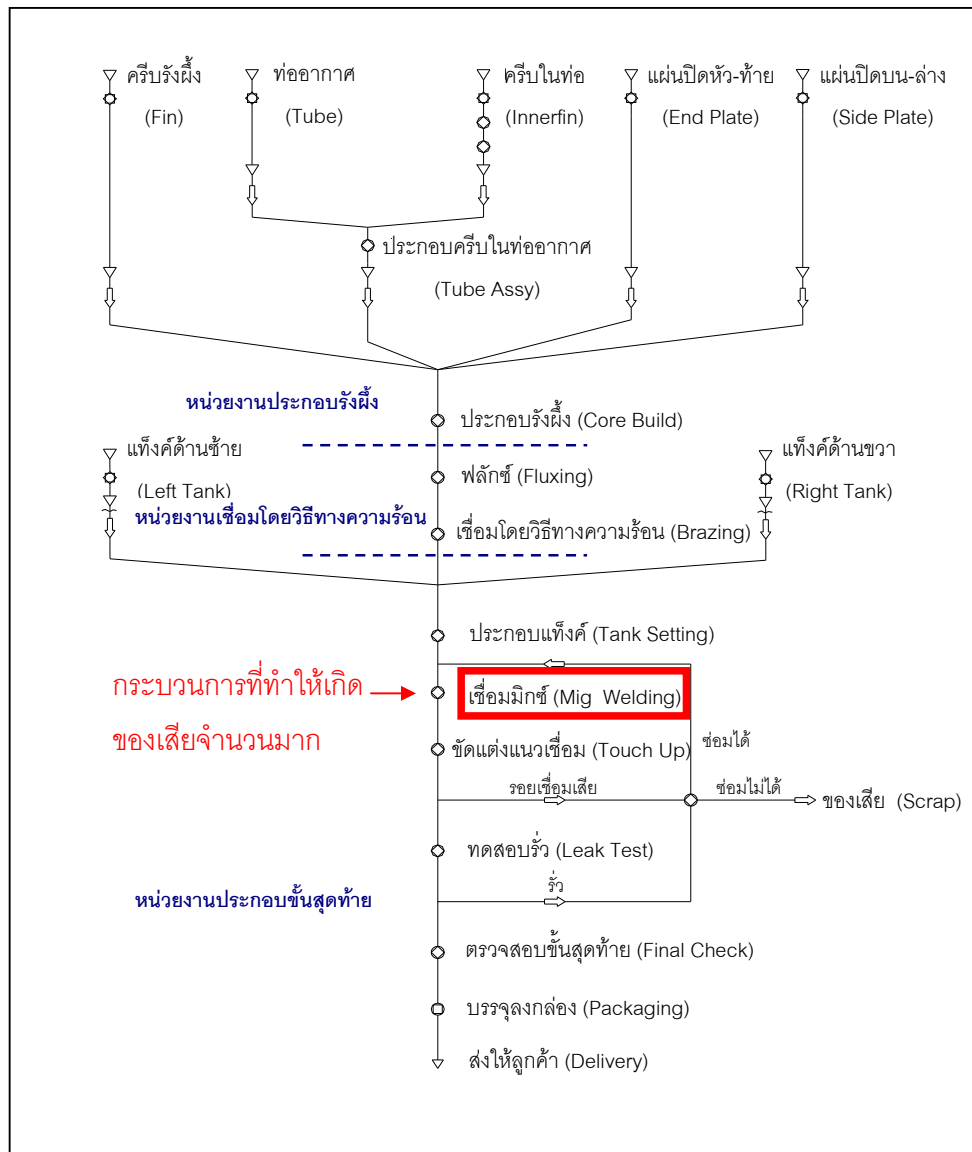 ครีบรังผึ้ง
(Fin)
ท่ออากาศ
(Tube)
ครีบในท่อ
(Innerfin)
แผ่นปิดหัว-ท้าย
(End Plate)
แผ่นปิดบน-ล่าง
(Side Plate)
ประกอบครีบในท่ออากาศ
(Tube Assy)
หน่วยงานประกอบรังผึ้ง
ประกอบรังผึ้ง (Core Build)
แท็งค์ด้านซ้าย
(Left Tank)
ฟลักซ์ (Fluxing)
แท็งค์ด้านขวา
(Right Tank)
หน่วยงานเชื่อมโดยวิธีทางความร้อน
เชื่อมโดยวิธีทางความร้อน (Brazing)
ประกอบแท็งค์ (Tank Setting)
กระบวนการที่ทำให้เกิด
ของเสียจำนวนมาก
เชื่อมมิกซ์ (Mig Welding)
ขัดแต่งแนวเชื่อม (Touch Up)
ซ่อมได้
รอยเชื่อมเสีย
ซ่อมไม่ได้
ของเสีย (Scrap)
ทดสอบรั่ว (Leak Test)
รั่ว
หน่วยงานประกอบขั้นสุดท้าย
ตรวจสอบขั้นสุดท้าย (Final Check)
บรรจุลงกล่อง (Packaging)
ส่งให้ลูกค้า (Delivery)